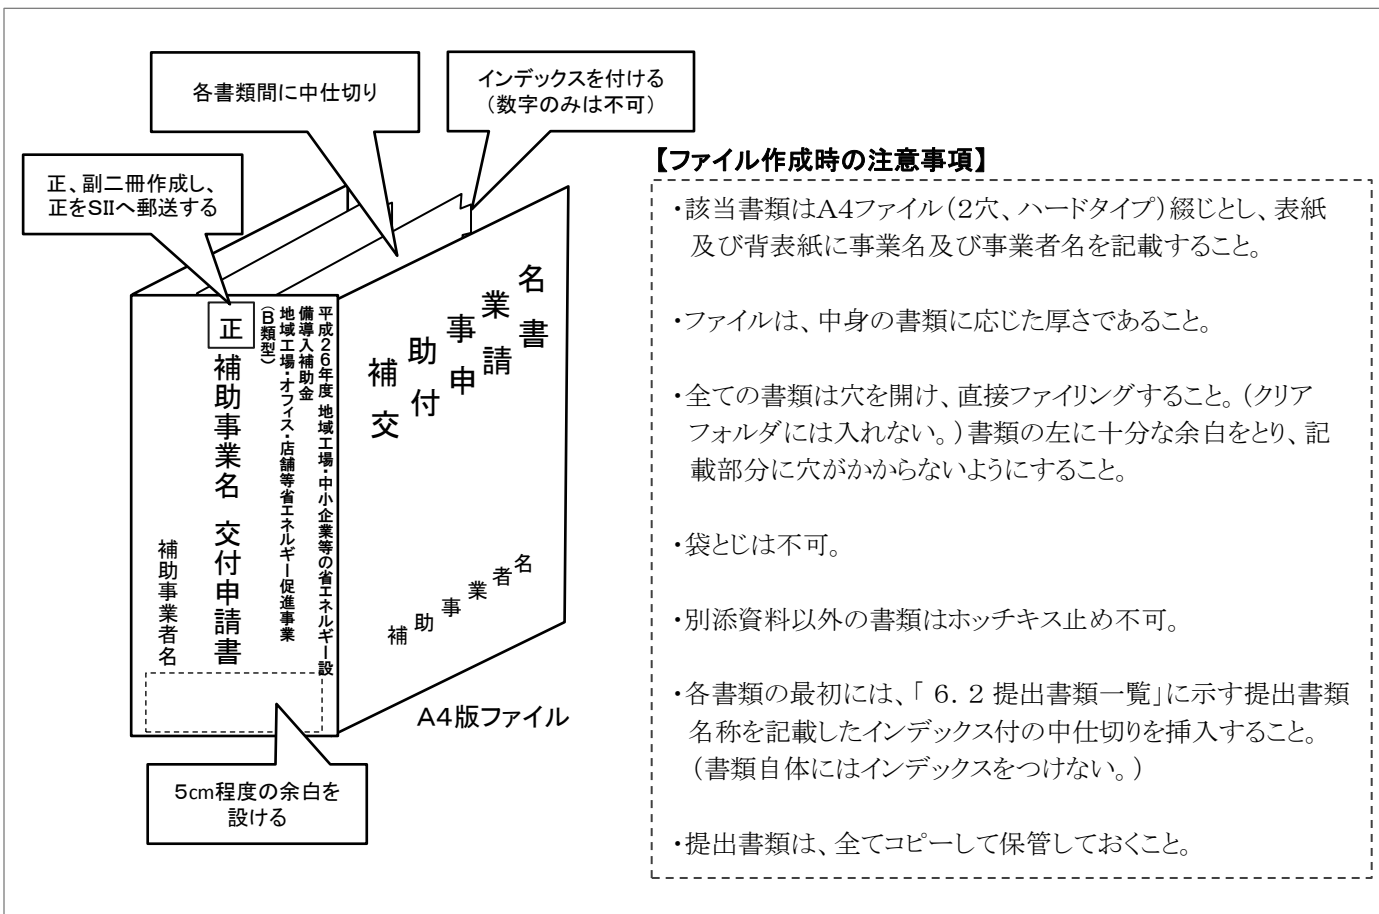 各書類間に中仕切り
インデックスを付ける
（数字のみは不可）
正、副二冊作成し、
正をSIIへ郵送する
正
補助事業名 交付申請書
平成26年度 地域工場・中小企業等の省エネルギー設
備導入補助金
地域工場・オフィス・店舗等省エネルギー促進事業
（B類型）
補助事業者名
補助事業名
交付申請書
補助事業者名
A4版ファイル
5cm程度の余白を
設ける
【ファイル作成時の注意事項】
・該当書類はA4ファイル（2穴、ハードタイプ）綴じとし、表紙
及び背表紙に事業名及び事業者名を記載すること。
・ファイルは、中身の書類に応じた厚さであること。
・全ての書類は穴を開け、直接ファイリングすること。（クリア
フォルダには入れない。）書類の左に十分な余白をとり、記
載部分に穴がかからないようにすること。
・袋とじは不可。
・別添資料以外の書類はホッチキス止め不可。
・各書類の最初には、「 6．2 提出書類一覧」に示す提出書類
名称を記載したインデックス付の中仕切りを挿入すること。
（書類自体にはインデックスをつけない。）
・提出書類は、全てコピーして保管しておくこと。